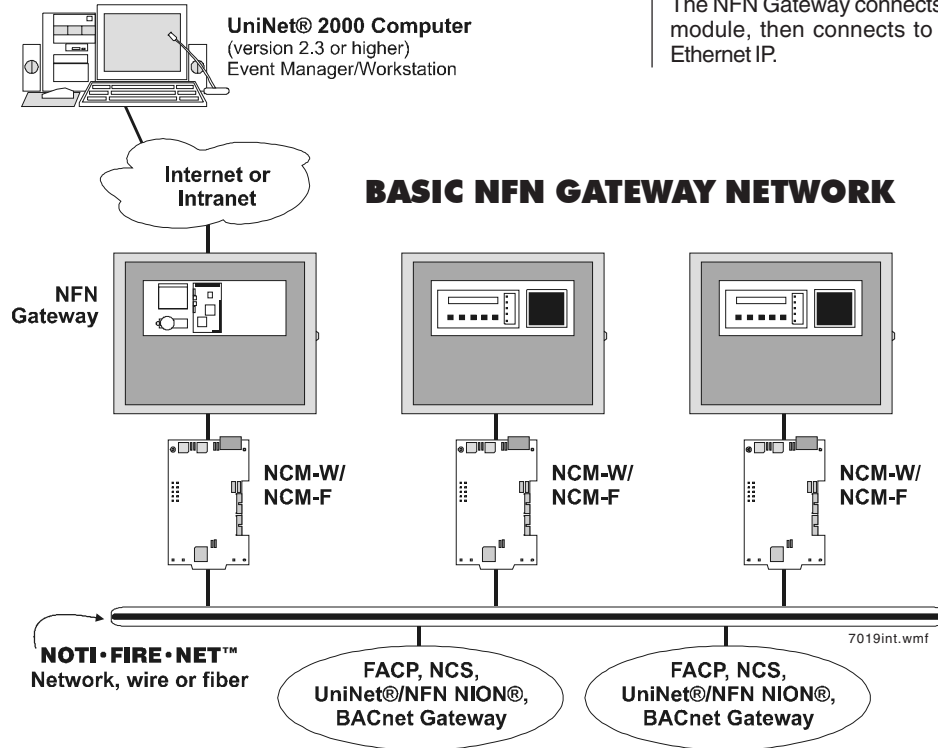 The NFN Gateway connects
module, then connects to
Ethernet IP.
UniNet® 2000 Computer
(version 2.3 or higher)
Event Manager/Workstation
Internet or
Intranet
BASIC NFN GATEWAY NETWORK
NFN
Gateway
NCM-W/
NCM-F
NCM-W/
NCM-F
NCM-W/
NCM-F
7019int.wmf
NOTI•FIRE•NET™
Network, wire or fiber
FACP, NCS,
UniNet®/NFN NION®,
BACnet Gateway
FACP, NCS,
UniNet®/NFN NION®,
BACnet Gateway